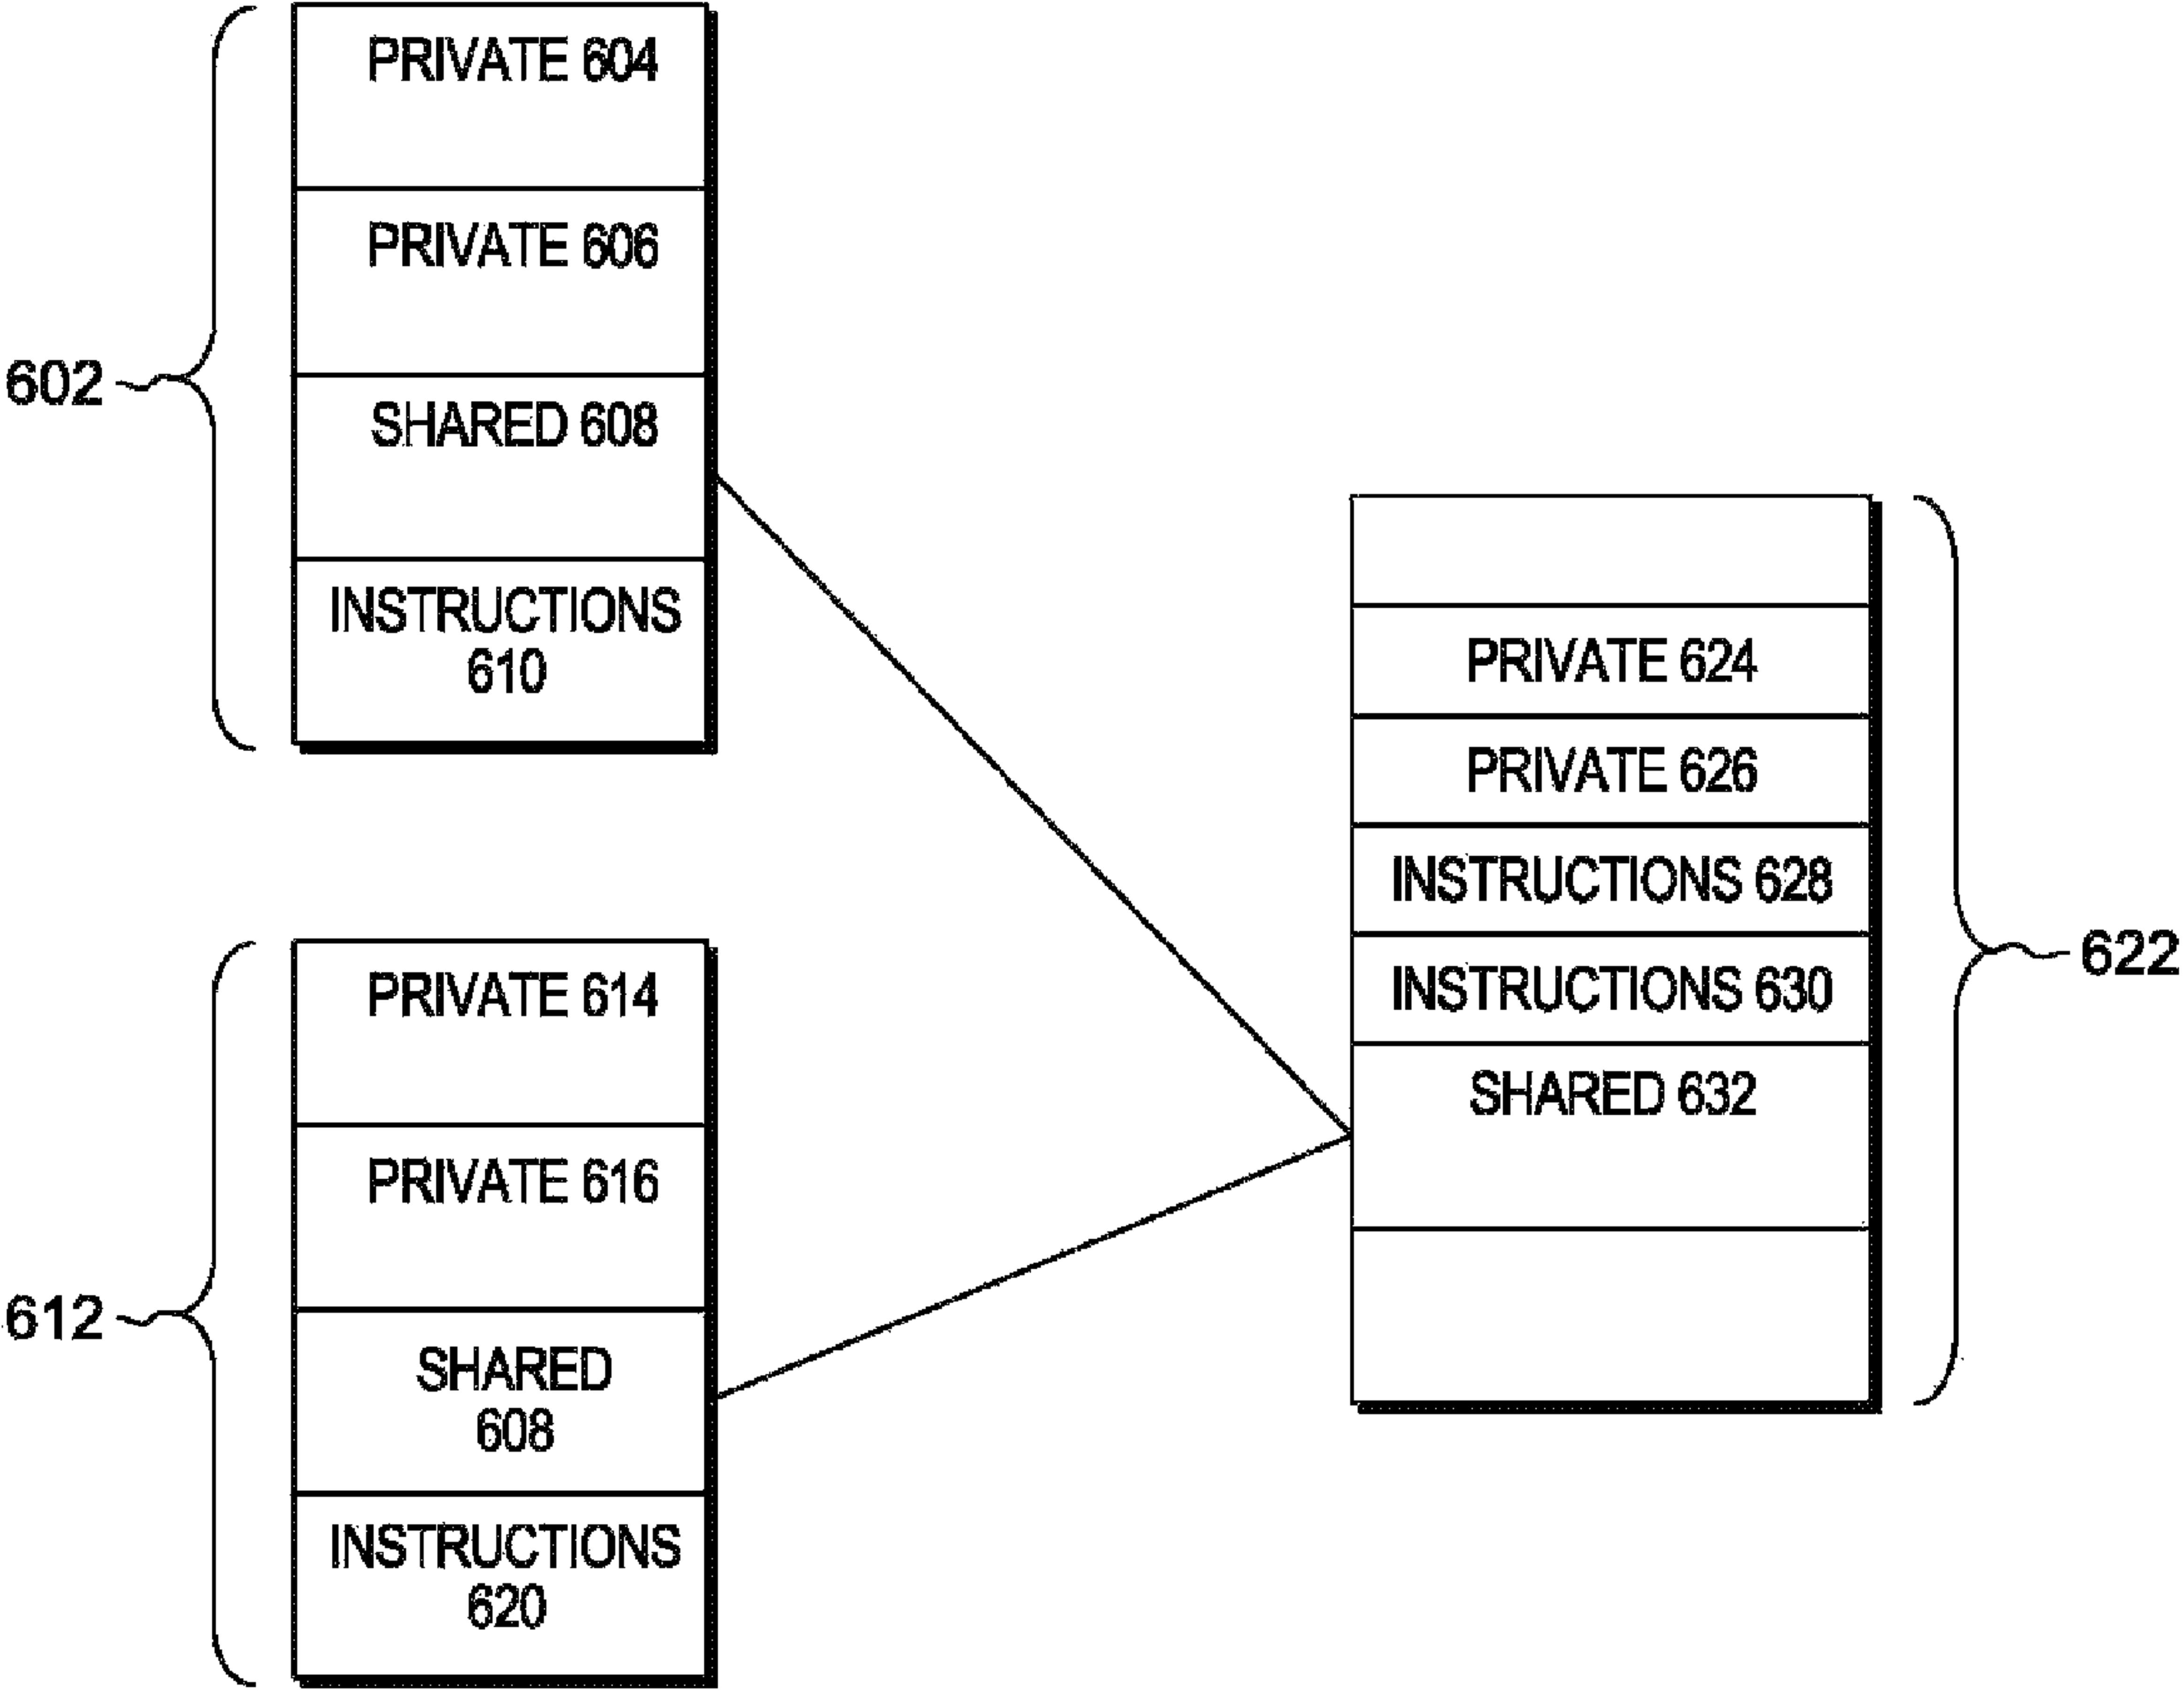 PRIVATE 604
PRIVATE 606
602
SHARED 608
INSTRUCTIONS
610
PRIVATE 614
PRIVATE 616
612
SHARED
608
INSTRUCTIONS
620
PRIVATE 624
PRIVATE 626
INSTRUCTIONS 628
INSTRUCTIONS 630
622
SHARED 632